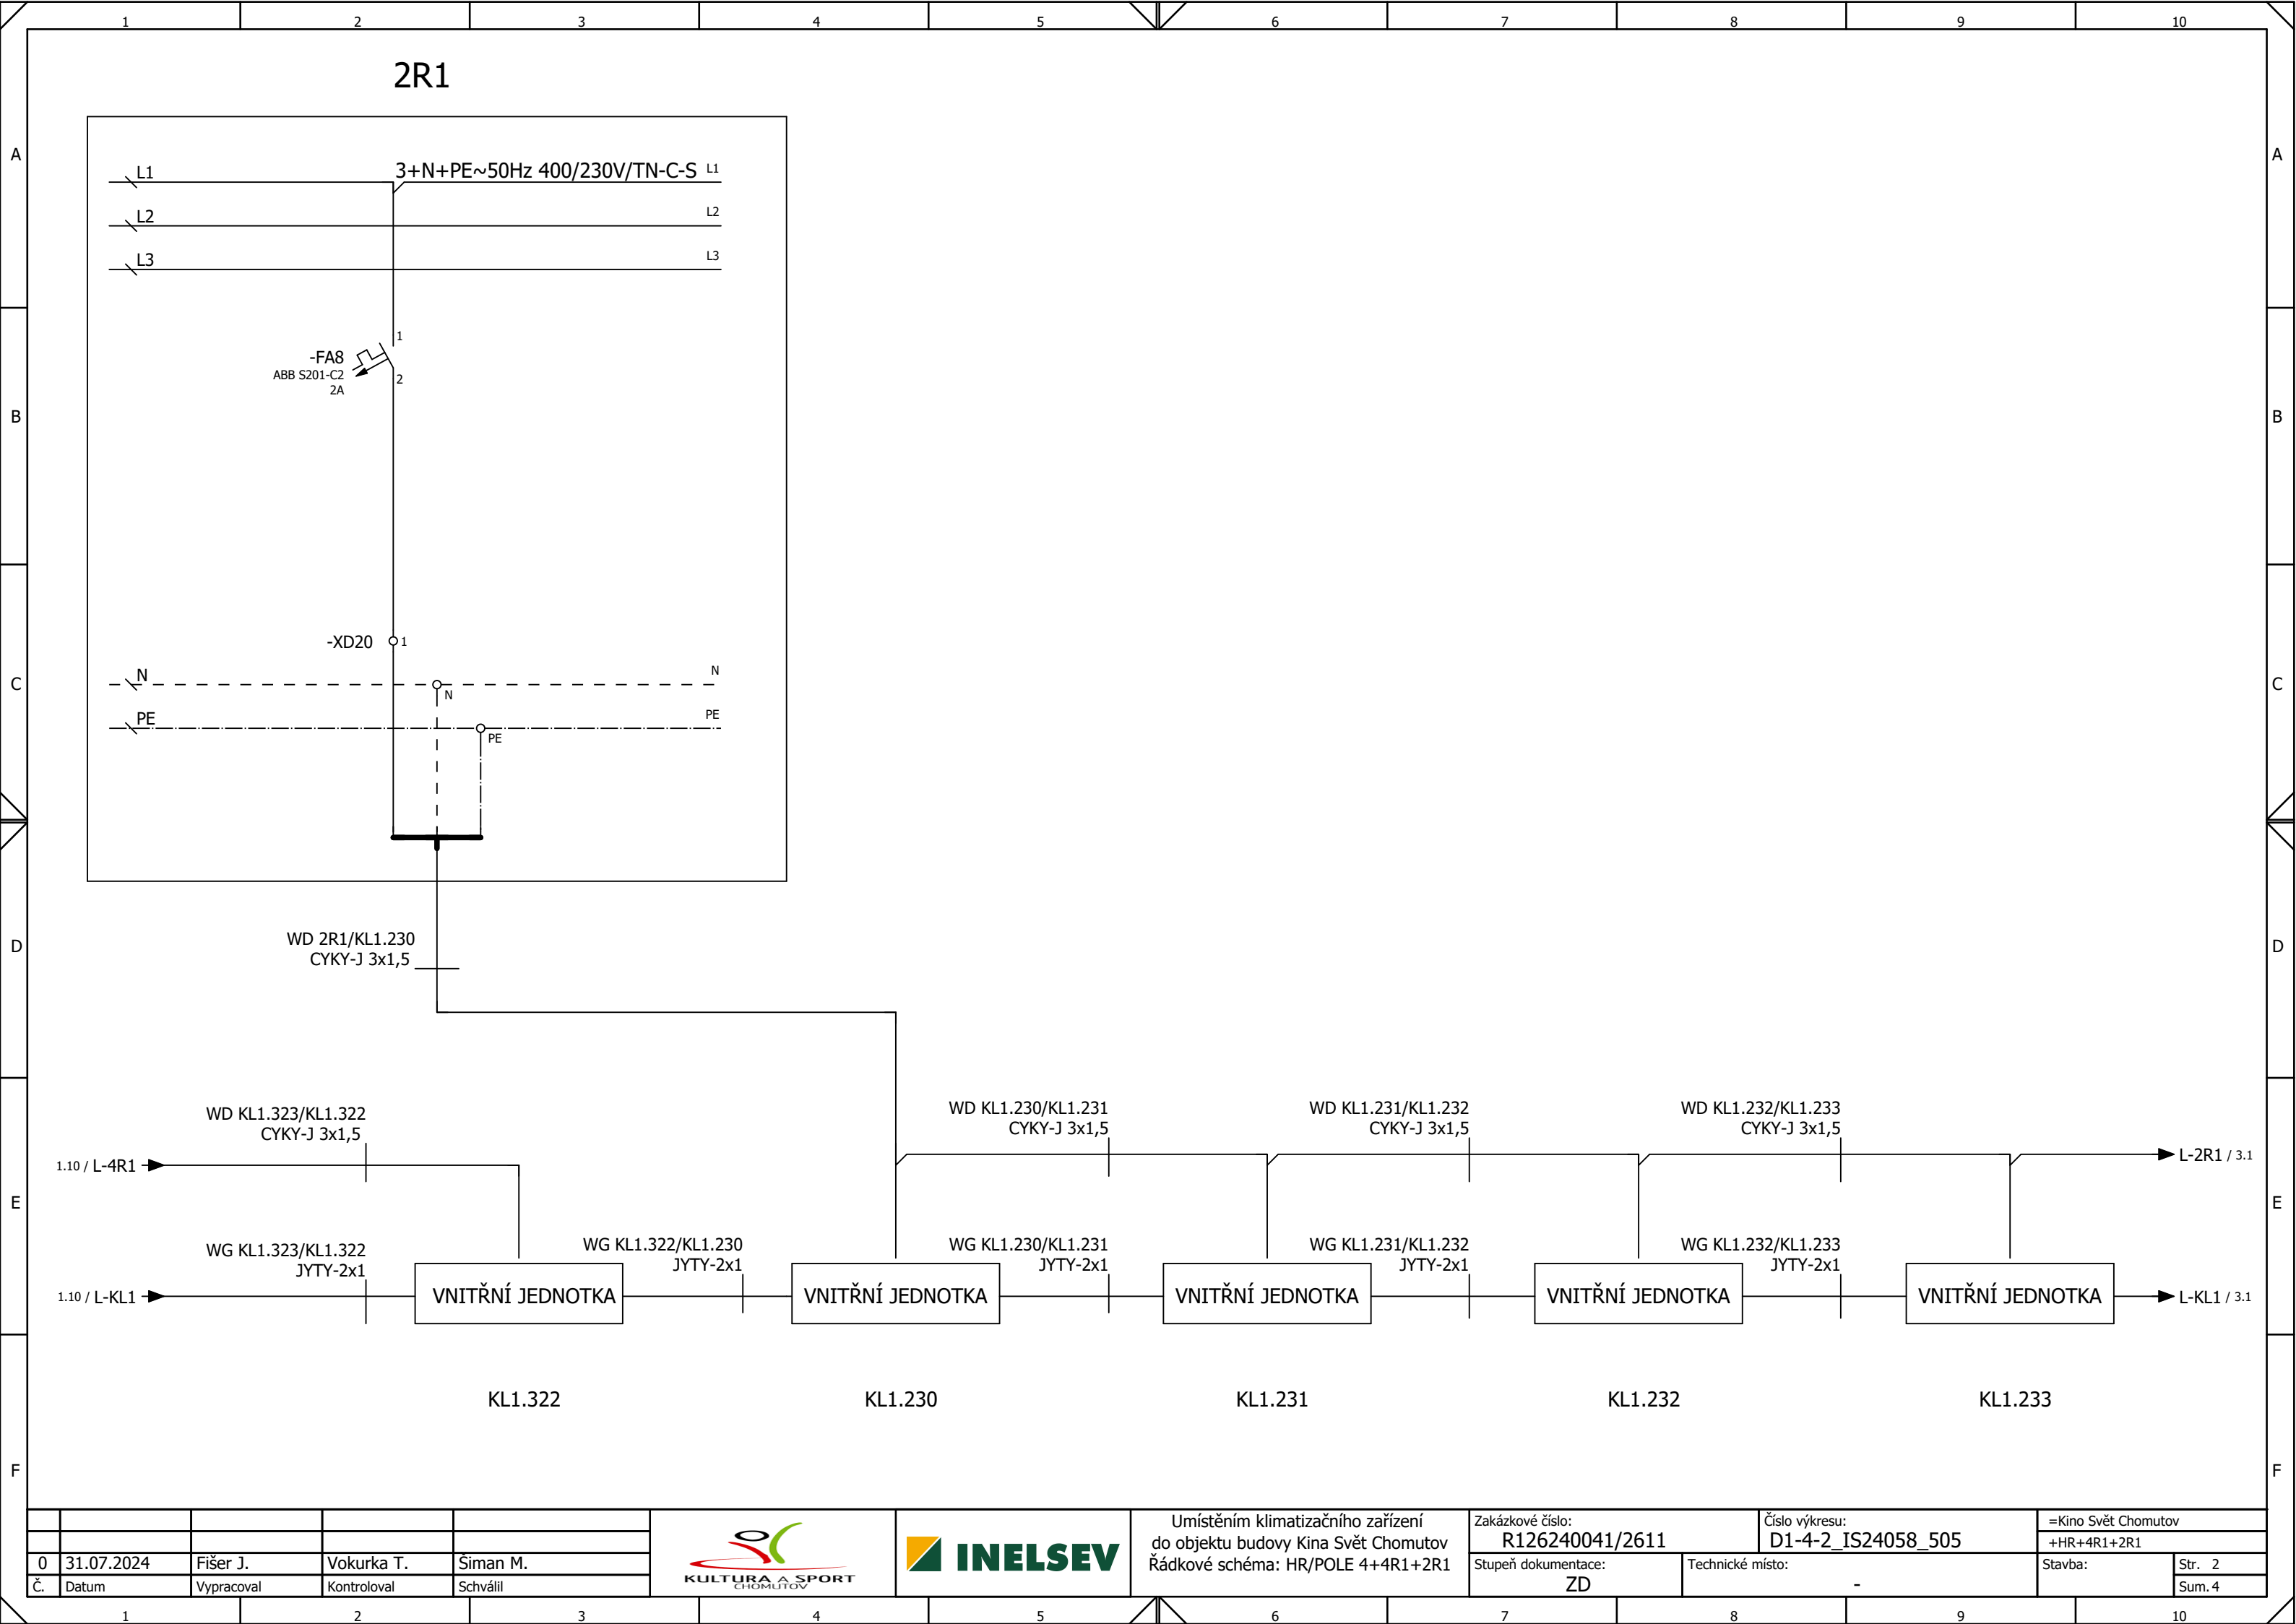 1 2 3 4 5 6 7 8 9 10
2R1
A A
L1 3+N+PE~50Hz 400/230V/TN-C-S L1
L2 L2
L3 L3
1
-FA8
ABB S201-C2
2
2A
B B
-XD20 1
N N
N
C C
PE PE
PE
WD 2R1/KL1.230
CYKY-J 3x1,5
D D
WD KL1.323/KL1.322
CYKY-J 3x1,5
WD KL1.230/KL1.231
CYKY-J 3x1,5
WD KL1.231/KL1.232
CYKY-J 3x1,5
WD KL1.232/KL1.233
CYKY-J 3x1,5
1.10 / L-4R1
L-2R1 / 3.1
E E
WG KL1.323/KL1.322
JYTY-2x1
WG KL1.322/KL1.230
JYTY-2x1
WG KL1.230/KL1.231
JYTY-2x1
WG KL1.231/KL1.232
JYTY-2x1
WG KL1.232/KL1.233
JYTY-2x1
1.10 / L-KL1
VNITŘNÍ JEDNOTKA
VNITŘNÍ JEDNOTKA
VNITŘNÍ JEDNOTKA
VNITŘNÍ JEDNOTKA
VNITŘNÍ JEDNOTKA
L-KL1 / 3.1
KL1.322 KL1.230 KL1.231 KL1.232 KL1.233
F F
0 31.07.2024 Fišer J. Vokurka T. Šiman M.
Č. Datum Vypracoval Kontroloval Schválil
KULTURA A SPORT
CHOMUTOV
INELSEV
Umístěním klimatizačního zařízení
do objektu budovy Kina Svět Chomutov
Řádkové schéma: HR/POLE 4+4R1+2R1
Zakázkové číslo:
R126240041/2611
Číslo výkresu:
D1-4-2_IS24058_505
=Kino Svět Chomutov
+HR+4R1+2R1
Stupeň dokumentace:
ZD
Technické místo:
-
Stavba:
Str. 2
Sum. 4
1 2 3 4 5 6 7 8 9 10